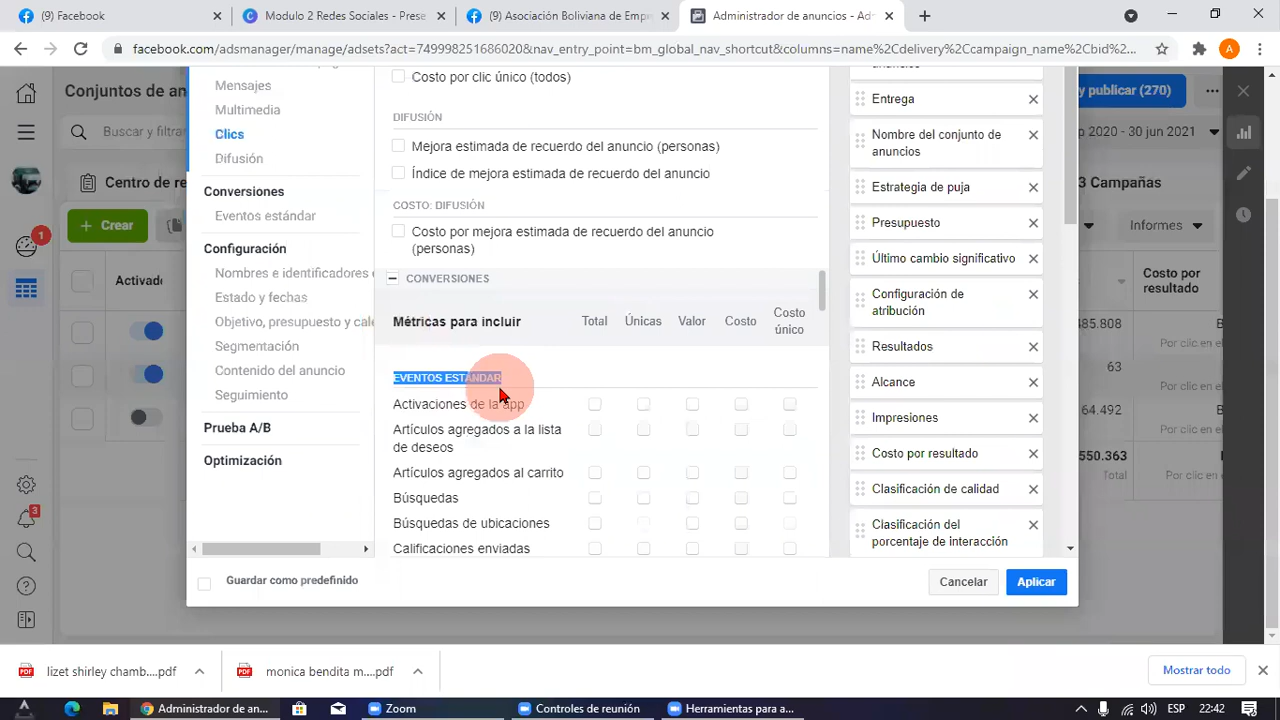 (9) Facebook
Modulo 2 Redes Sociales - Pres
(9) Asociación Boliviana de Emp
Administrador de anuncios - Ad
facebook.com/adsmanager/manage/adsets?act=749998251686020&nav_entry_point=bm_global_nav_shortcut&columns=name%2Cdelivery%2Ccampaign_name%2Cbid...
A
Conjuntos de an
y publicar (270)
Buscar y filtrar
2020 - 30 jun 2021
Centro de re
3 Campañas
Crear
Informes
Activado
Costo por
resultado
485.808
Por clic en el
63
64.492
550.363
Total
Por clic en
1
3
Mensajes
Multimedia
Clics
Difusión
Conversiones
Eventos estándar
Configuración
Nombres e identificadores
Estado y fechas
Objetivo, presupuesto y cale
Segmentación
Contenido del anuncio
Seguimiento
Prueba A/B
Optimización
Costo por clic único (todos)
DIFUSIÓN
Mejora estimada de recuerdo del anuncio (personas)
Índice de mejora estimada de recuerdo del anuncio
COSTO: DIFUSIÓN
Costo por mejora estimada de recuerdo del anuncio
(personas)
CONVERSIONES
Métricas para incluir
Total
Únicas
Valor
Costo
Costo
único
EVENTOS ESTÁNDAR
Activaciones de la app
Artículos agregados a la lista
de deseos
Artículos agregados al carrito
Búsquedas
Búsquedas de ubicaciones
Calificaciones enviadas
anuncios
Entrega
Nombre del conjunto de
anuncios
Estrategia de puja
Presupuesto
Último cambio significativo
Configuración de
atribución
Resultados
Alcance
Impresiones
Costo por resultado
Clasificación de calidad
Clasificación del
porcentaje de interacción
Guardar como predefinido
Cancelar
Aplicar
lizet shirley chamb....pdf
monica bendita m....pdf
Mostrar todo
Administrador de an...
Zoom
Controles de reunión
Herramientas para a...
ESP
22:42